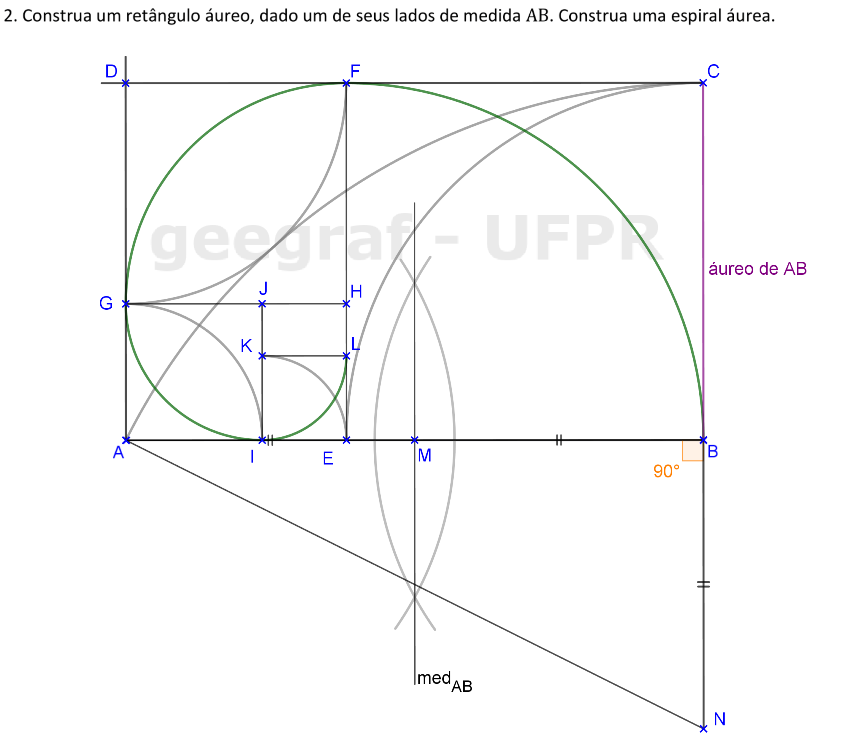 2. Construa um retângulo áureo, dado um de seus lados de medida AB. Construa uma espiral áurea.
D F C
geegraf - UFPR
áureo de AB
G J H
K L
A I E M B
90°
med AB
N